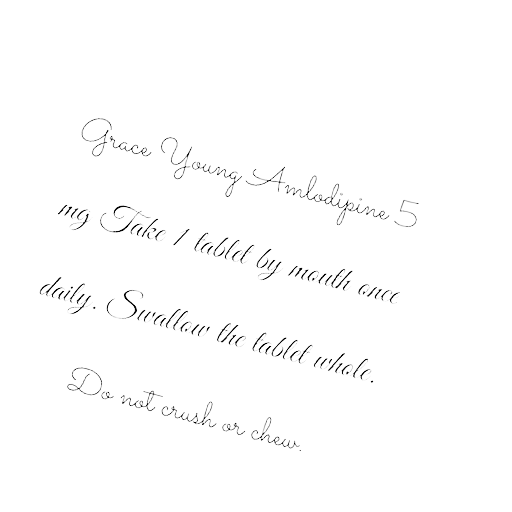 Grace Young Amlodipine 5
mg Take 1 tablet by mouth once
daily. Swallow the tablet whole.
Do not crush or chew.